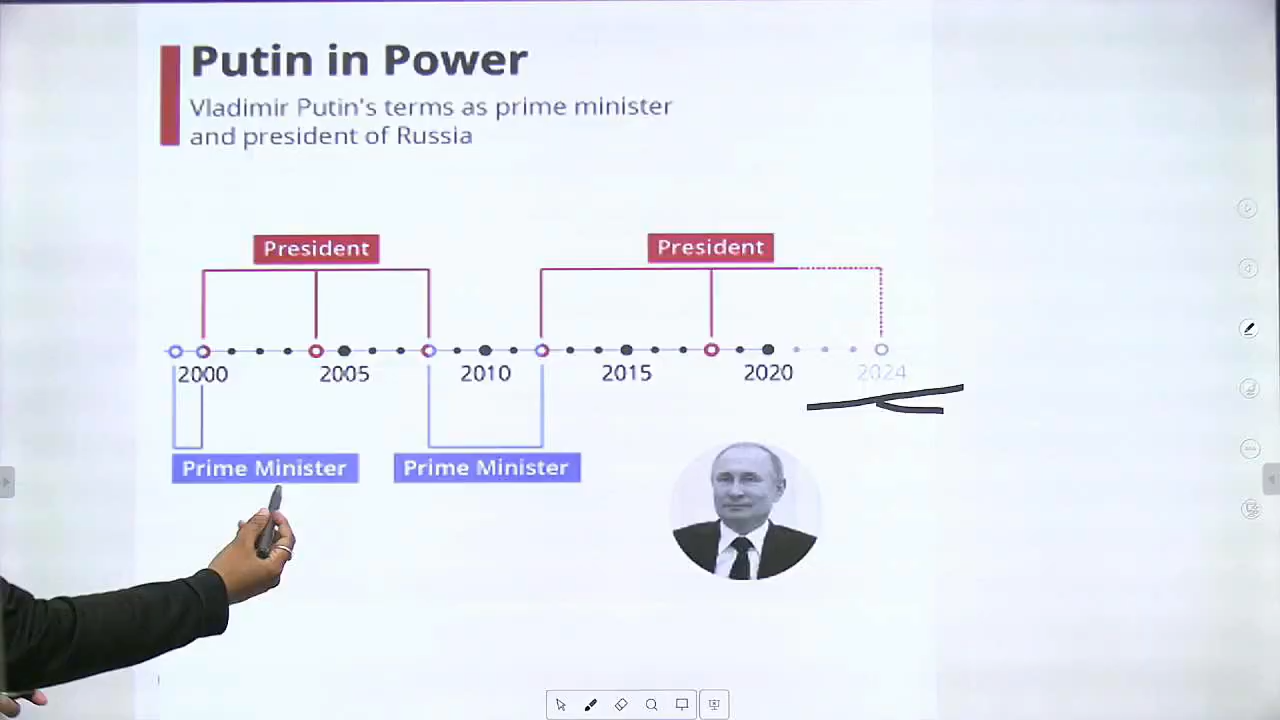 Putin in Power
Vladimir Putin's terms as prime minister
and president of Russia
President
President
2000
2005
2010
2015
2020
2024
Prime Minister
Prime Minister